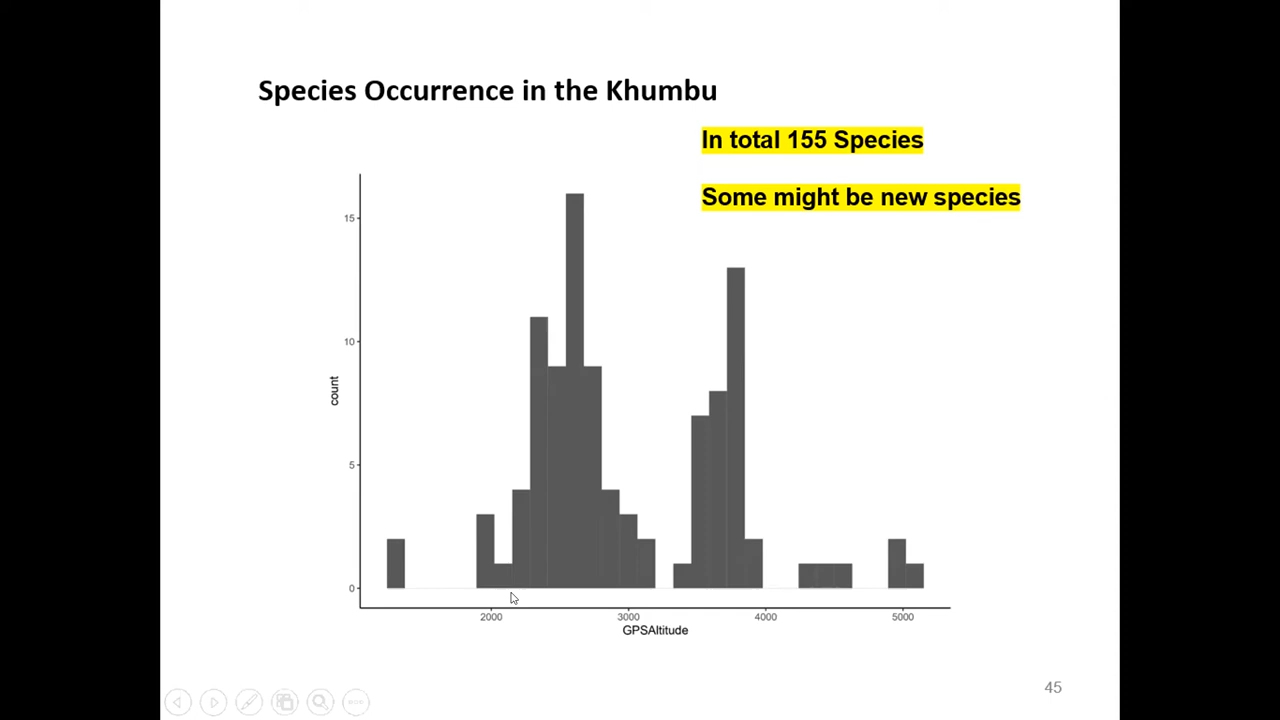 Species Occurrence in the Khumbu
In total 155 Species
Some might be new species
15
10
5
0
count
2000 3000 4000 5000
GPSAltitude
45